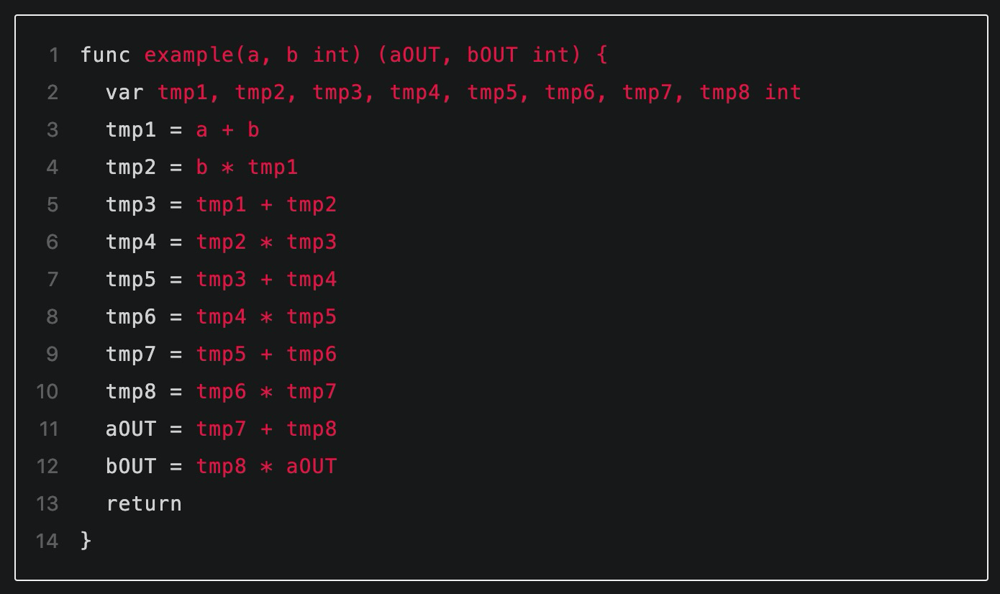 1 func example(a, b int) (aOUT, bOUT int) {
2 var tmp1, tmp2, tmp3, tmp4, tmp5, tmp6, tmp7, tmp8 int
3 tmp1 = a + b
4 tmp2 = b * tmp1
5 tmp3 = tmp1 + tmp2
6 tmp4 = tmp2 * tmp3
7 tmp5 = tmp3 + tmp4
8 tmp6 = tmp4 * tmp5
9 tmp7 = tmp5 + tmp6
10 tmp8 = tmp6 * tmp7
11 aOUT = tmp7 + tmp8
12 bOUT = tmp8 * aOUT
13 return
14 }